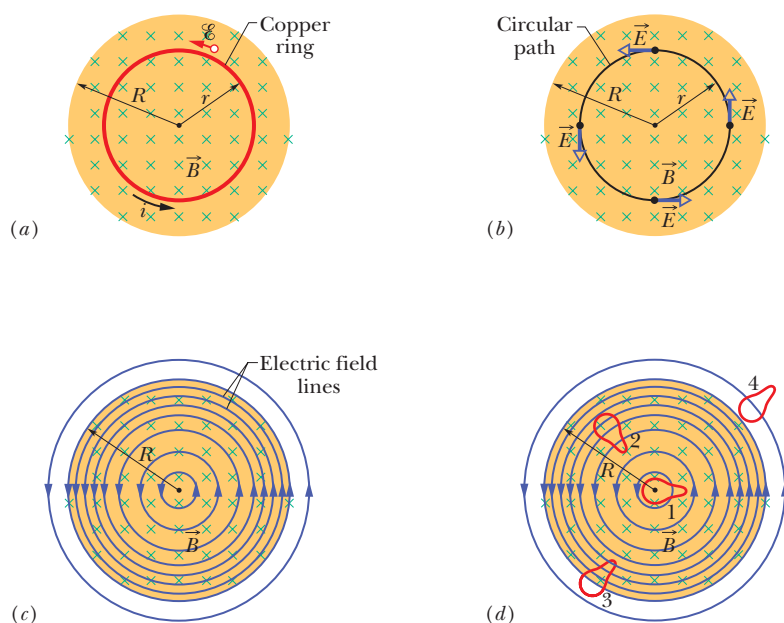 ℰ
Copper
ring
R
r
B⃗
i
(a)
Circular
path
E⃗
R
r
E⃗
E⃗
B⃗
E⃗
(b)
Electric field
lines
R
B⃗
(c)
4
2
R
1
B⃗
3
(d)